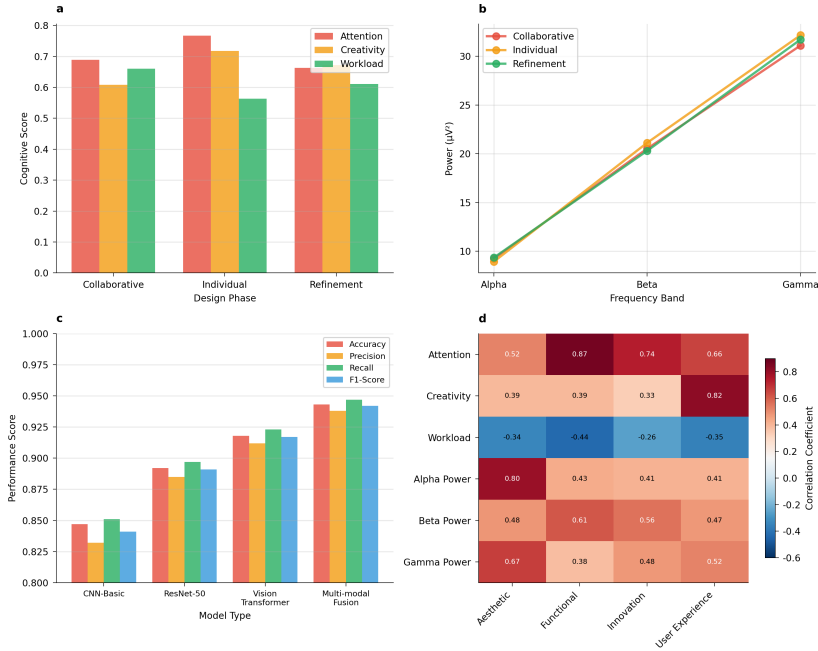 a
0.8
0.7
0.6
0.5
0.4
0.3
0.2
0.1
0.0
Cognitive Score
Attention
Creativity
Workload
Collaborative
Individual
Refinement
Design Phase
b
30
25
20
15
10
Power (μV²)
Collaborative
Individual
Refinement
Alpha
Beta
Gamma
Frequency Band
c
1.000
0.975
0.950
0.925
0.900
0.875
0.850
0.825
0.800
Performance Score
Accuracy
Precision
Recall
F1-Score
CNN-Basic
ResNet-50
Vision
Transformer
Multi-modal
Fusion
Model Type
d
Attention 0.52 0.87 0.74 0.66
Creativity 0.39 0.39 0.33 0.82
Workload -0.34 -0.44 -0.26 -0.35
Alpha Power 0.80 0.43 0.41 0.41
Beta Power 0.48 0.61 0.56 0.47
Gamma Power 0.67 0.38 0.48 0.52
Aesthetic
Functional
Innovation
User Experience
0.8
0.6
0.4
0.2
0.0
-0.2
-0.4
-0.6
Correlation Coefficient